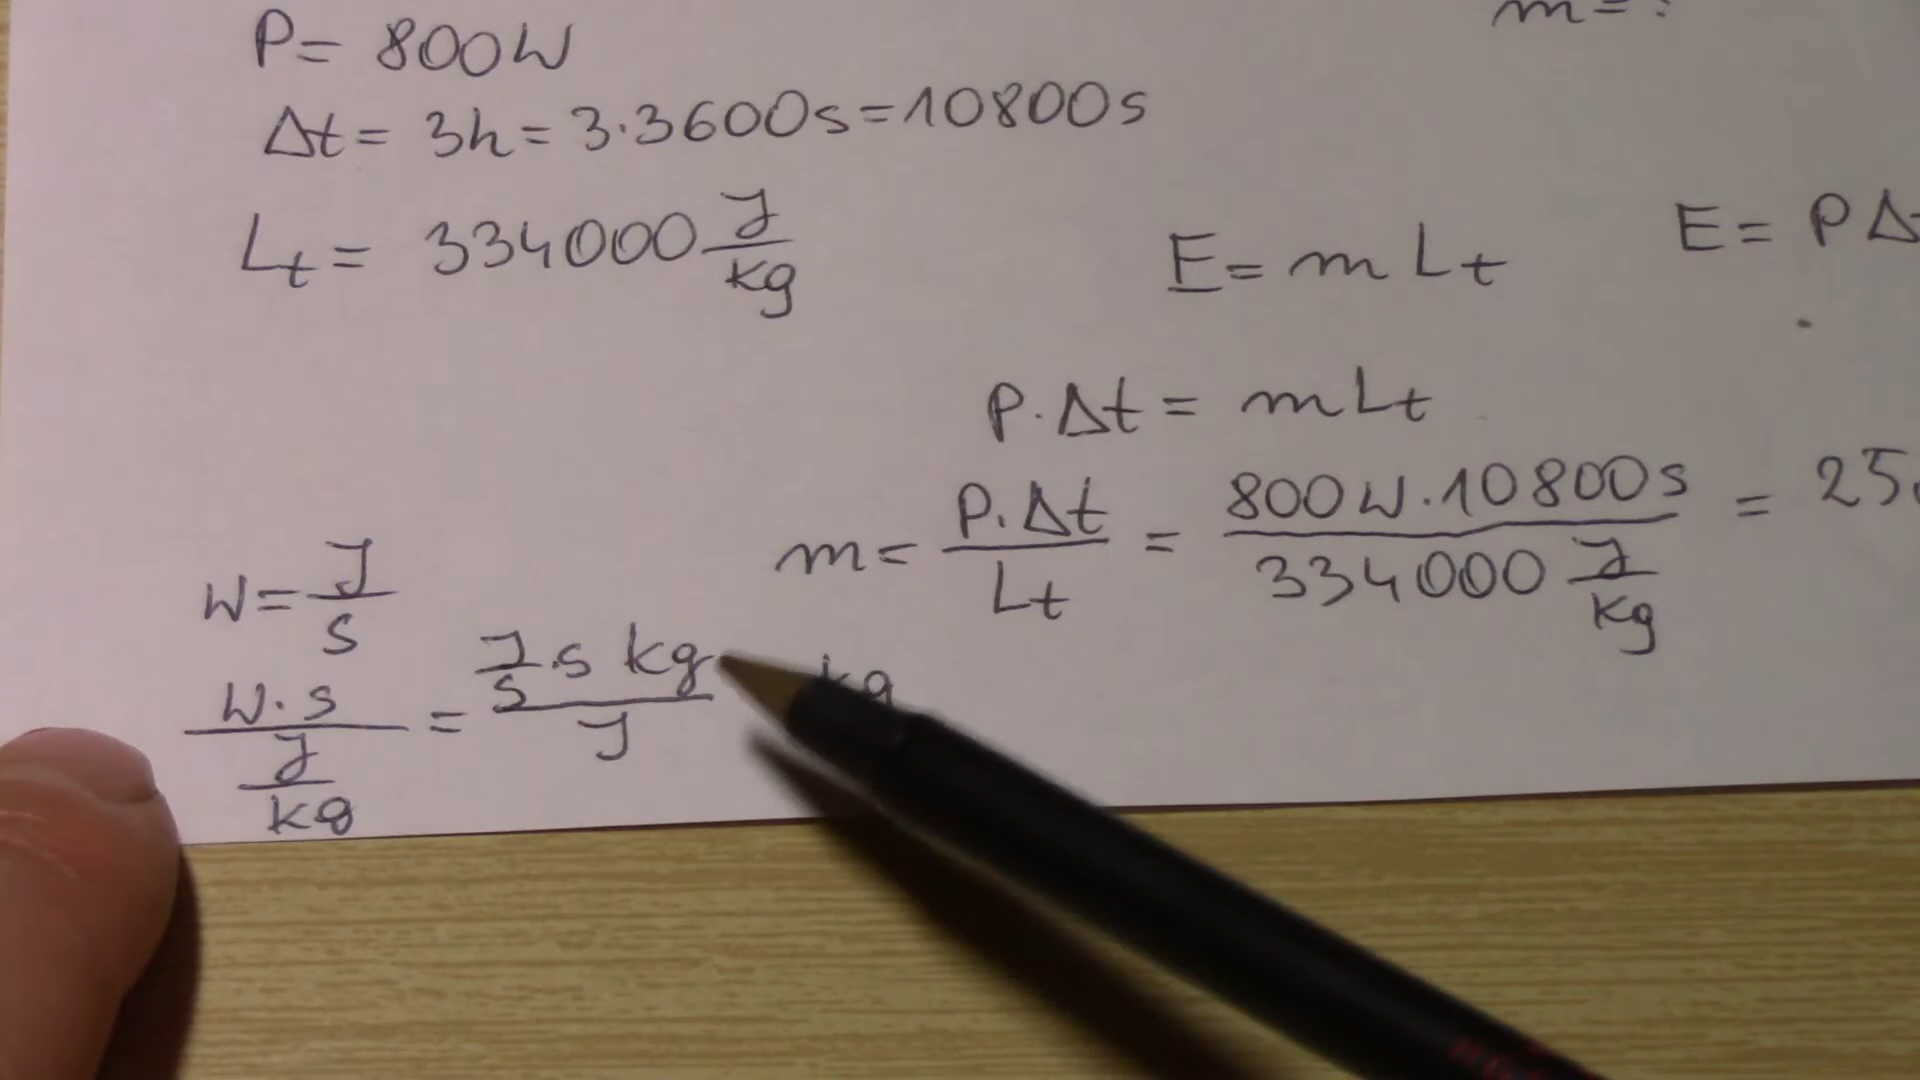 m = ?
P = 800W
Δt = 3h = 3·3600s = 10800s
Lt = 334000 J/kg
E = m Lt
E = P Δ
P·Δt = m Lt
m = P·Δt/Lt = 800W·10800s/334000 J/kg = 25
W = J/s
W·s/(J/kg) = J/s·s kg/J kg